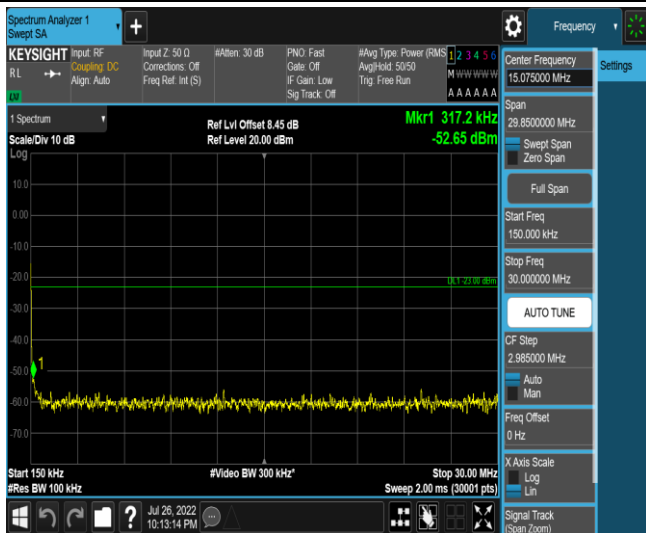 Spectrum Analyzer 1
Swept SA
Frequency
KEYSIGHT
RL
Input: RF
Coupling: DC
Align: Auto
Input Z: 50 Ω
Corrections: Off
Freq Ref: Int (S)
#Atten: 30 dB
PNO: Fast
Gate: Off
IF Gain: Low
Sig Track: Off
#Avg Type: Power (RMS
Avg|Hold: 50/50
Trig: Free Run
1 2 3 4 5 6
M W W W W W
A A A A A A
LXI
1 Spectrum
Scale/Div 10 dB
Log
Ref Lvl Offset 8.45 dB
Ref Level 20.00 dBm
Mkr1 317.2 kHz
-52.65 dBm
10.0
0.00
-10.0
-20.0
-30.0
-40.0
-50.0
-60.0
-70.0
DL1 -23.00 dBm
1
Start 150 kHz
#Res BW 100 kHz
#Video BW 300 kHz*
Stop 30.00 MHz
Sweep 2.00 ms (30001 pts)
Jul 26, 2022
10:13:14 PM
Center Frequency
15.075000 MHz
Span
29.8500000 MHz
Swept Span
Zero Span
Full Span
Start Freq
150.000 kHz
Stop Freq
30.000000 MHz
AUTO TUNE
CF Step
2.985000 MHz
Auto
Man
Freq Offset
0 Hz
X Axis Scale
Log
Lin
Signal Track
(Span Zoom)
Settings